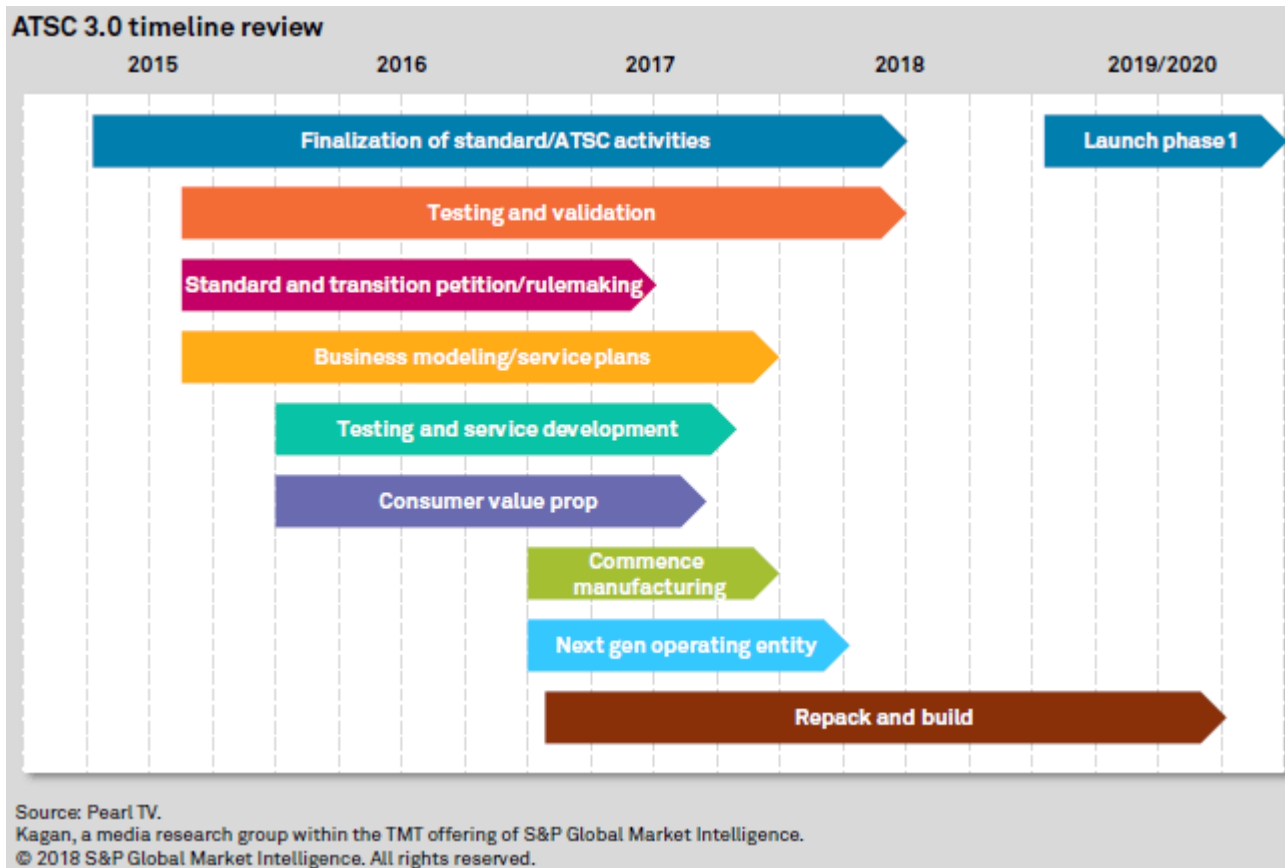 ATSC 3.0 timeline review
2015 2016 2017 2018 2019/2020
Finalization of standard/ATSC activities
Launch phase 1
Testing and validation
Standard and transition petition/rulemaking
Business modeling/service plans
Testing and service development
Consumer value prop
Commence
manufacturing
Next gen operating entity
Repack and build
Source: Pearl TV.
Kagan, a media research group within the TMT offering of S&P Global Market Intelligence.
© 2018 S&P Global Market Intelligence. All rights reserved.